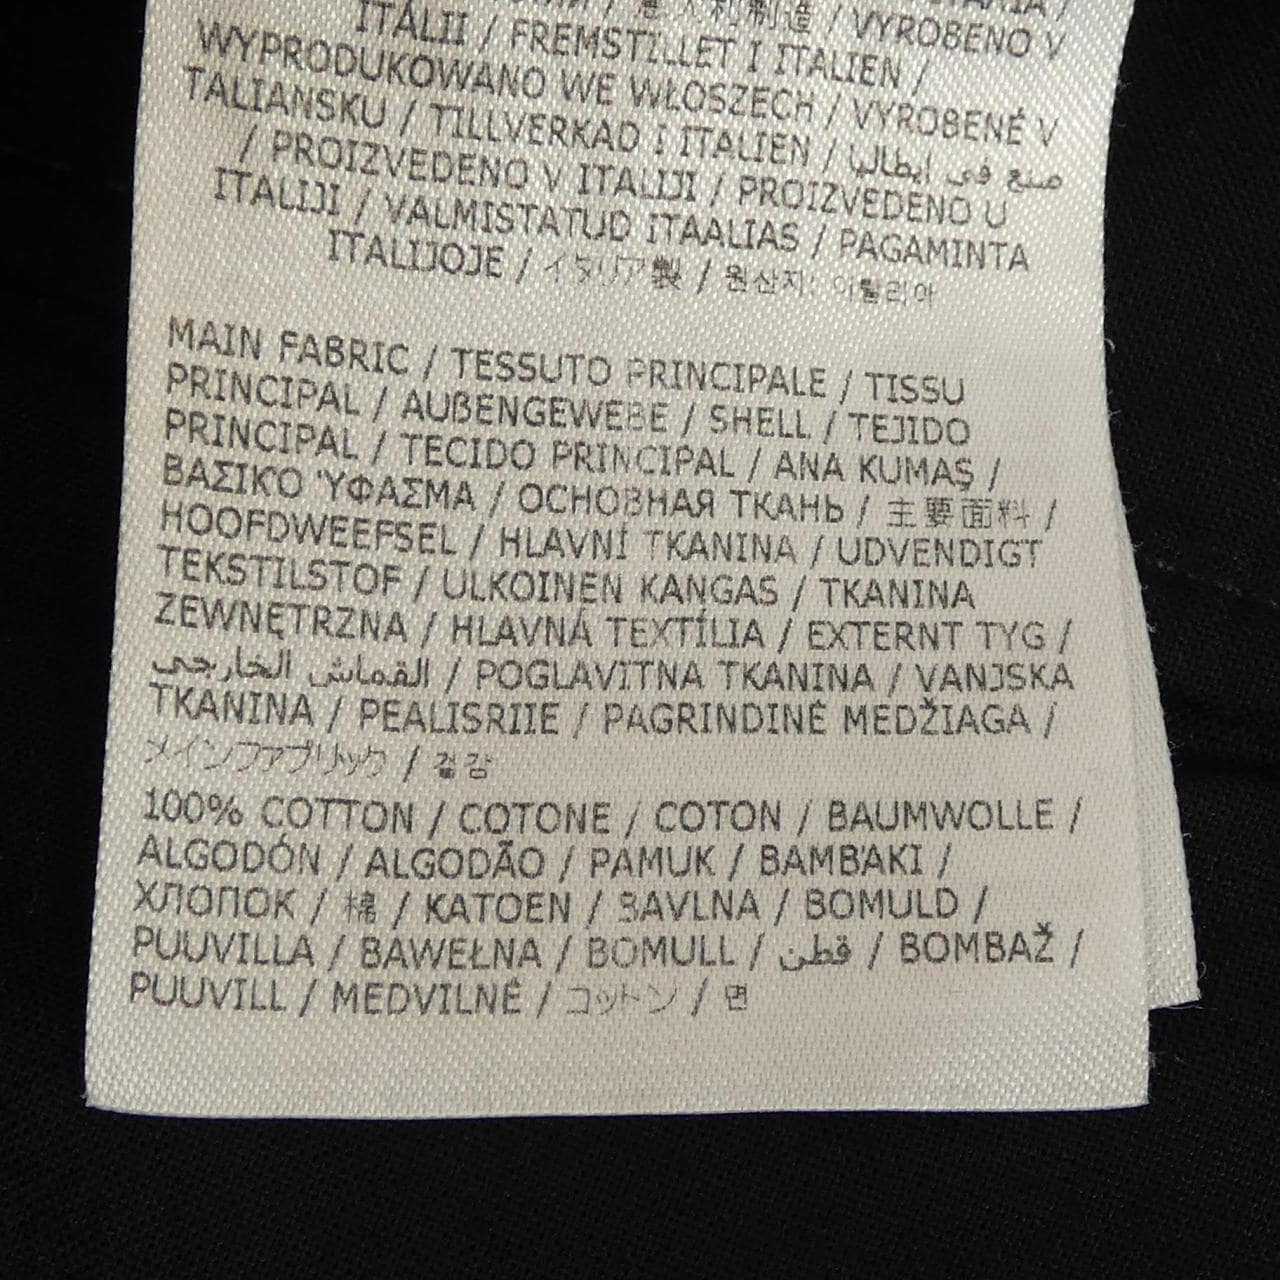 / 意大利制造 / VYROBENO V
ITÁLII / FREMSTILLET I ITALIEN /
WYPRODUKOWANO WE WŁOSZECH / VYROBENÉ V
TALIANSKU / TILLVERKAD I ITALIEN / صنع في إيطاليا
/ PROIZVEDENO V ITALIJI / PROIZVEDENO U
ITALIJI / VALMISTATUD ITAALIAS / PAGAMINTA
ITALIJOJE / イタリア製 / 원산지: 이탈리아
MAIN FABRIC / TESSUTO PRINCIPALE / TISSU
PRINCIPAL / AUßENGEWEBE / SHELL / TEJIDO
PRINCIPAL / TECIDO PRINCIPAL / ANA KUMAŞ /
ΒΑΣΙΚΟ ΎΦΑΣΜΑ / ОСНОВНАЯ ТКАНЬ / 主要面料 /
HOOFDWEEFSEL / HLAVNÍ TKANINA / UDVENDIGT
TEKSTILSTOF / ULKOINEN KANGAS / TKANINA
ZEWNĘTRZNA / HLAVNÁ TEXTÍLIA / EXTERNT TYG /
القماش الخارجي / POGLAVITNA TKANINA / VANJSKA
TKANINA / PEALISRIIE / PAGRINDINĖ MEDŽIAGA /
メインファブリック / 겉감
100% COTTON / COTONE / COTON / BAUMWOLLE /
ALGODÓN / ALGODÃO / PAMUK / ΒΑΜΒΆΚΙ /
ХЛОПОК / 棉 / KATOEN / BAVLNA / BOMULD /
PUUVILLA / BAWEŁNA / BOMULL / قطن / BOMBAŽ /
PUUVILL / MEDVILNĖ / コットン / 면